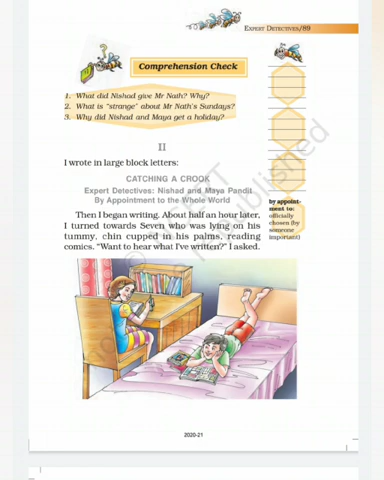 EXPERT DETECTIVES/89
Comprehension Check
1. What did Nishad give Mr Nath? Why?
2. What is "strange" about Mr Nath's Sundays?
3. Why did Nishad and Maya get a holiday?
II
I wrote in large block letters:
CATCHING A CROOK
Expert Detectives: Nishad and Maya Pandit
By Appointment to the Whole World
Then I began writing. About half an hour later,
I turned towards Seven who was lying on his
tummy, chin cupped in his palms, reading
comics. "Want to hear what I've written?" I asked.
by appoint-
ment to:
officially
chosen (by
someone
important)
2020-21